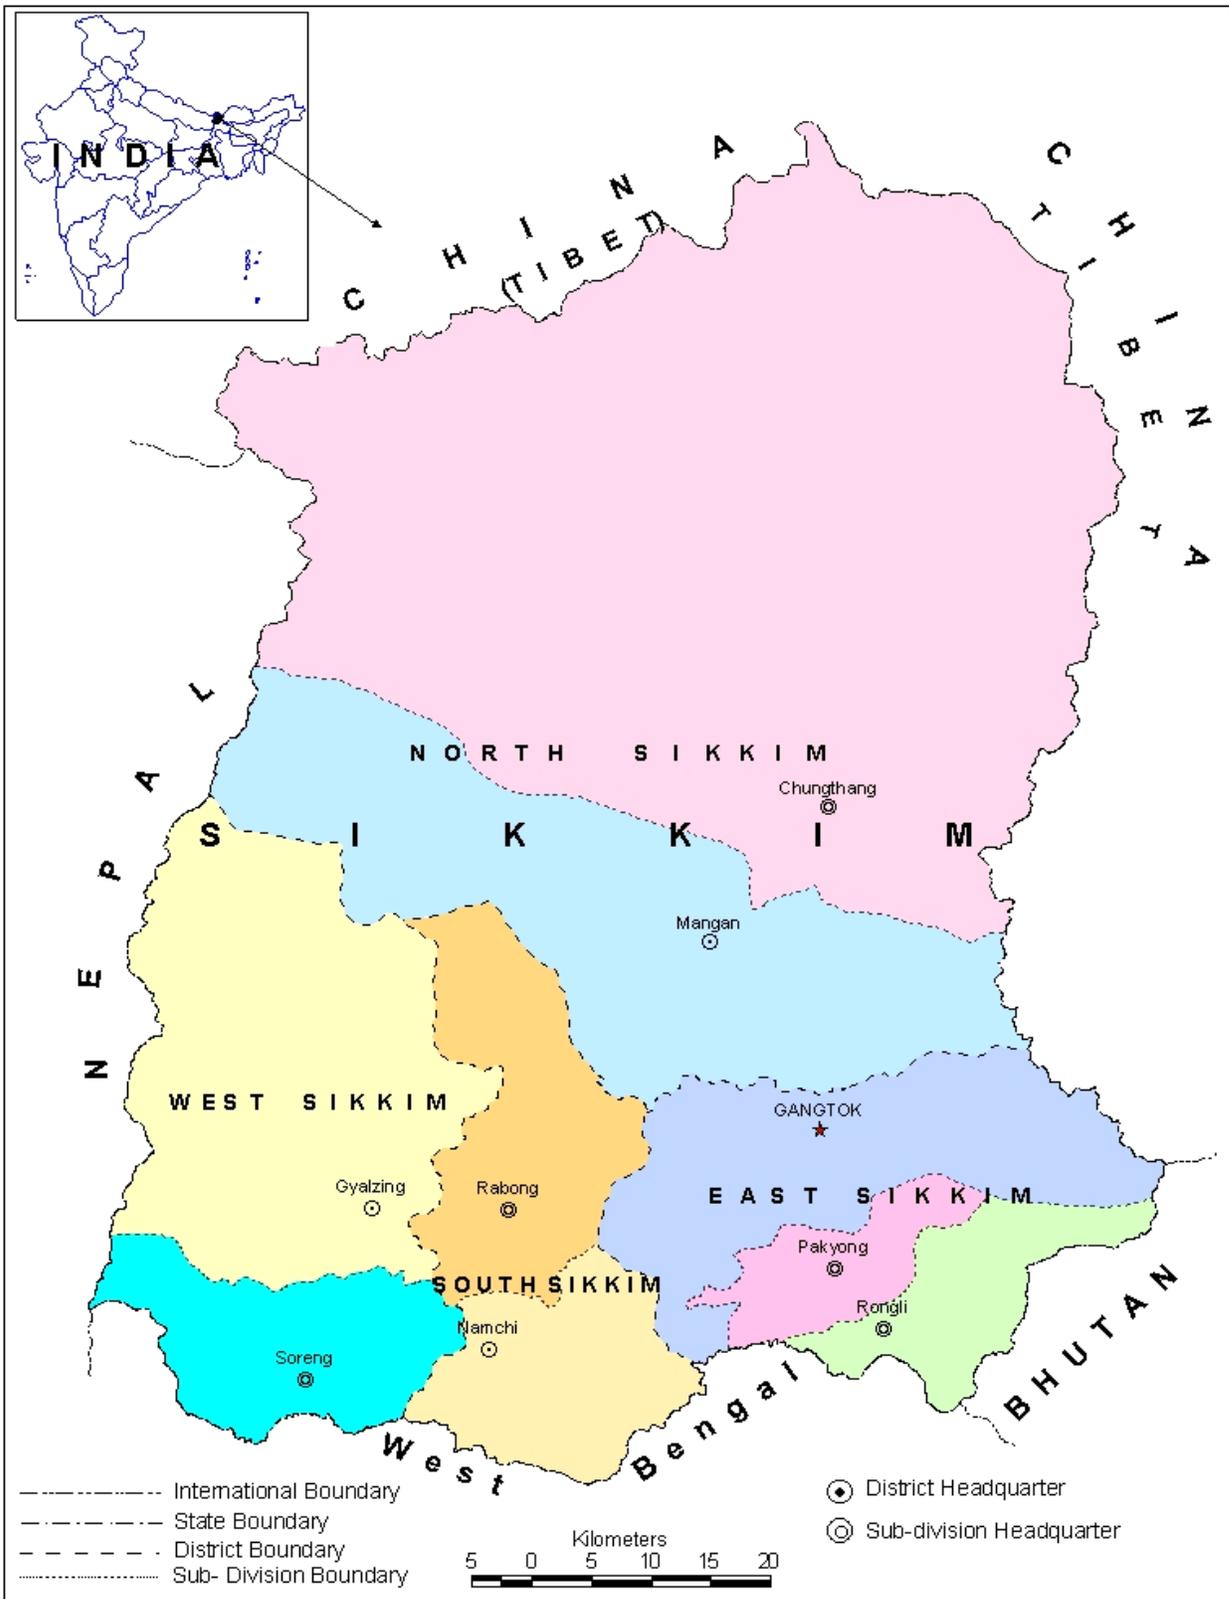 INDIA
CHINA
(TIBET)
CHINA
TIBET
NEPAL
NORTH SIKKIM
Chungthang
SIKKIM
Mangan
WEST SIKKIM
GANGTOK
Gyalzing
Rabong
EAST SIKKIM
Pakyong
SOUTH SIKKIM
Rongli
Namchi
Soreng
BHUTAN
West Bengal
International Boundary
State Boundary
District Boundary
Sub- Division Boundary
Kilometers
5 0 5 10 15 20
District Headquarter
Sub-division Headquarter